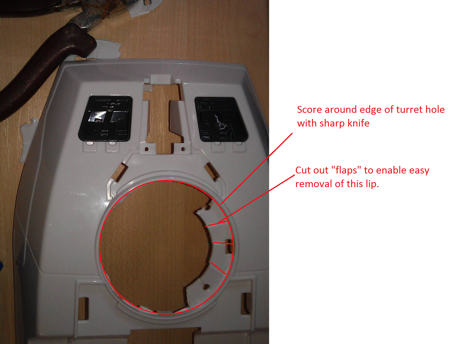 Score around edge of turret hole
with sharp knife
Cut out "flaps" to enable easy
removal of this lip.